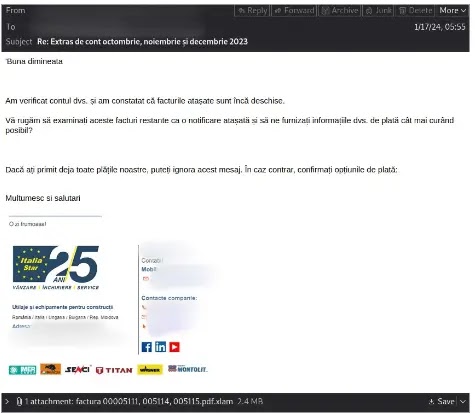 From
Reply Forward Archive Junk Delete More
To
1/17/24, 05:55
Subject Re: Extras de cont octombrie, noiembrie și decembrie 2023
'Buna dimineata
Am verificat contul dvs. și am constatat că facturile atașate sunt încă deschise.
Vă rugăm să examinați aceste facturi restante ca o notificare atașată și să ne furnizați informațiile dvs. de plată cât mai curând
posibil?
Dacă ați primit deja toate plățile noastre, puteți ignora acest mesaj. În caz contrar, confirmați opțiunile de plată:
Multumesc si salutari
O zi frumoasa!
Italia
Star
25
ANI
VÂNZARE | ÎNCHIRIERE | SERVICE
Utilaje și echipamente pentru construcții
România / Italia / Ungaria / Bulgaria / Rep. Moldova
Adresa:
Contabil
Mobil:
Contacte companie:
SENCI
TITAN
WAGNER
WORTOLIT
1 attachment: factura 00005111, 005114, 005115.pdf.xlam 2.4 MB
Save